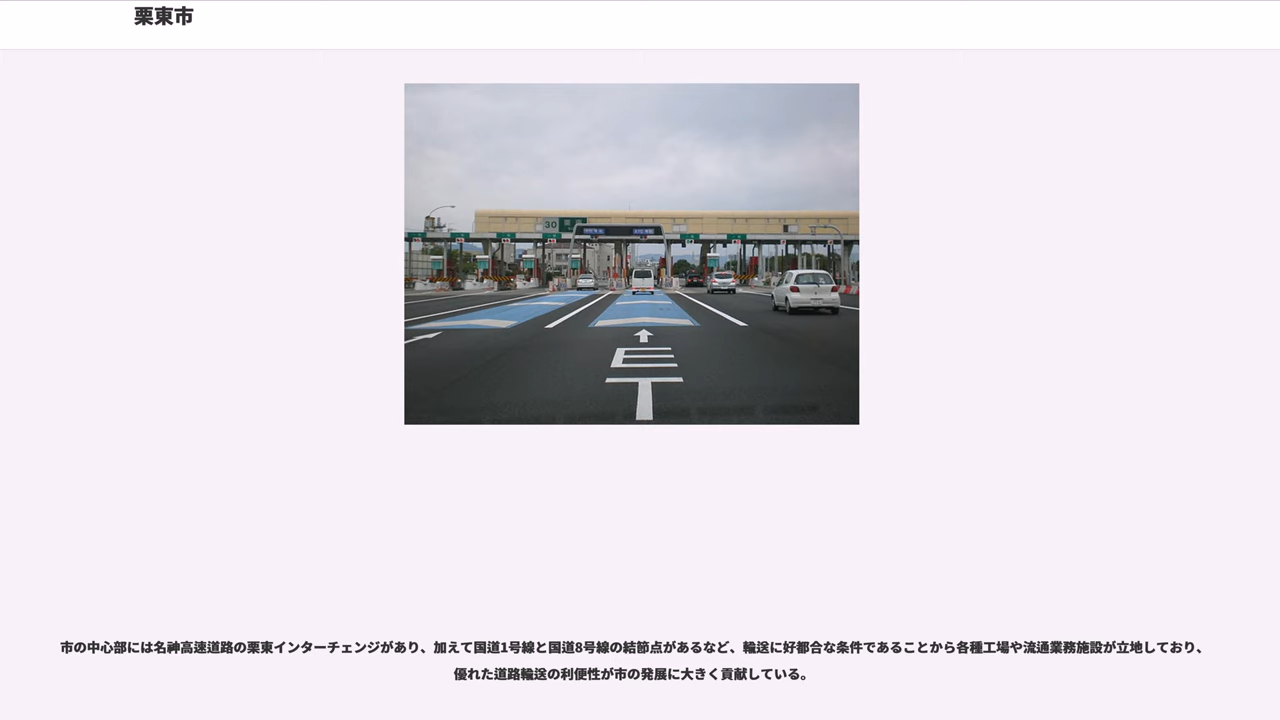 栗東市
30
市の中心部には名神高速道路の栗東インターチェンジがあり、加えて国道1号線と国道8号線の結節点があるなど、輸送に好都合な条件であることから各種工場や流通業務施設が立地しており、
優れた道路輸送の利便性が市の発展に大きく貢献している。